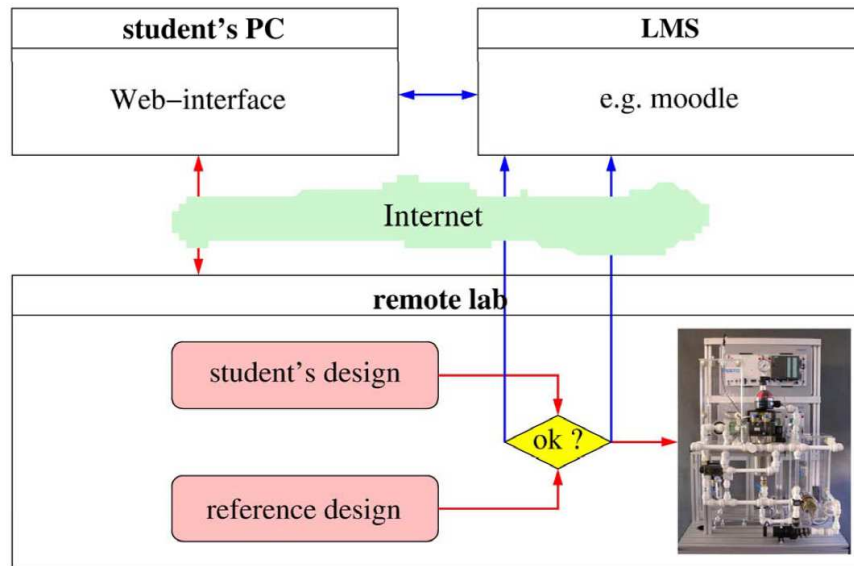 student's PC
LMS
Web−interface
e.g. moodle
Internet
remote lab
student's design
ok ?
reference design